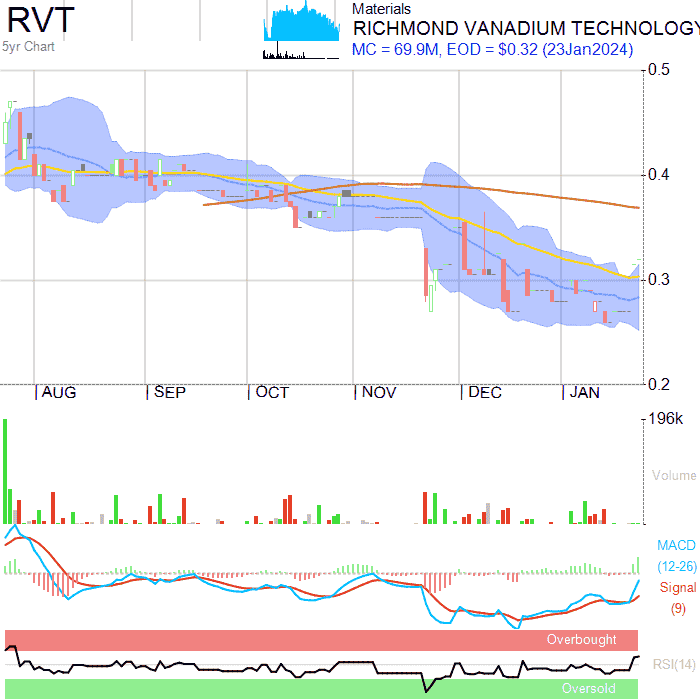 RVT
5yr Chart
Materials
RICHMOND VANADIUM TECHNOLOGY
MC = 69.9M, EOD = $0.32 (23Jan2024)
0.5
0.4
0.3
0.2
AUG
SEP
OCT
NOV
DEC
JAN
196k
Volume
MACD
(12-26)
Signal
(9)
Overbought
RSI(14)
Oversold